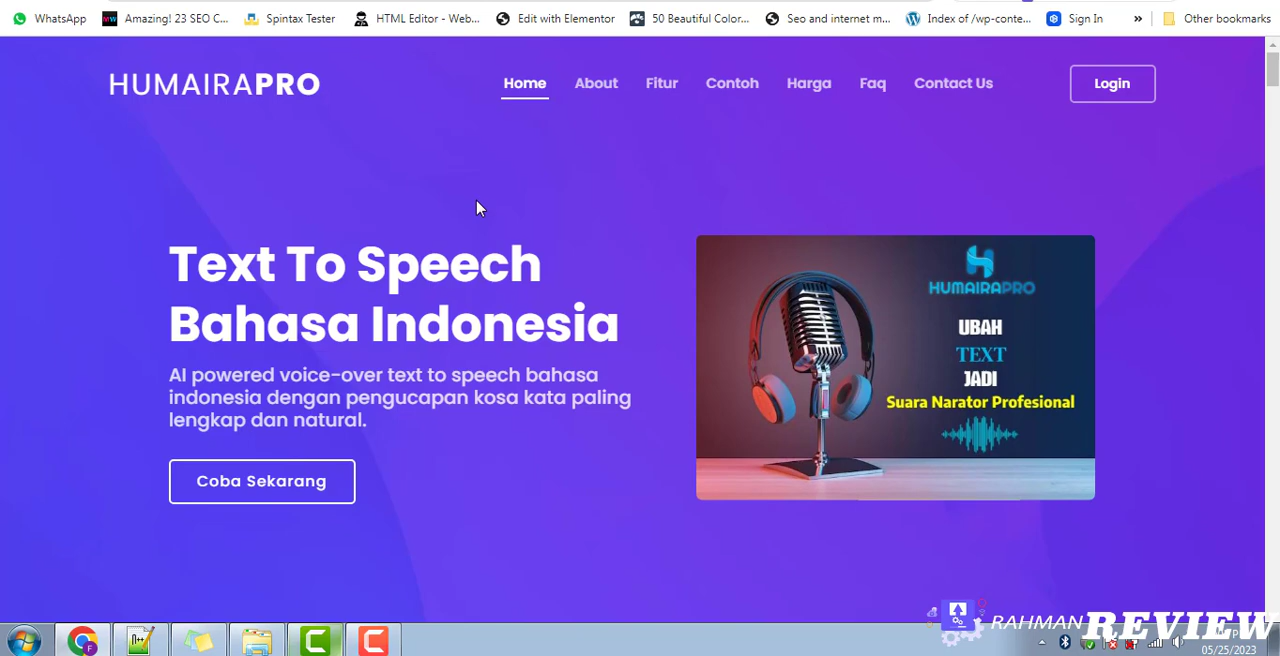 WhatsApp Amazing! 23 SEO C... Spintax Tester HTML Editor - Web... Edit with Elementor 50 Beautiful Color... Seo and internet m... Index of /wp-conte... Sign In » Other bookmarks
HUMAIRAPRO Home About Fitur Contoh Harga Faq Contact Us Login
Text To Speech
Bahasa Indonesia
AI powered voice-over text to speech bahasa
indonesia dengan pengucapan kosa kata paling
lengkap dan natural.
Coba Sekarang
HUMAIRAPRO
UBAH
TEXT
JADI
Suara Narator Profesional
RAHMAN REVIEW
05/25/2023